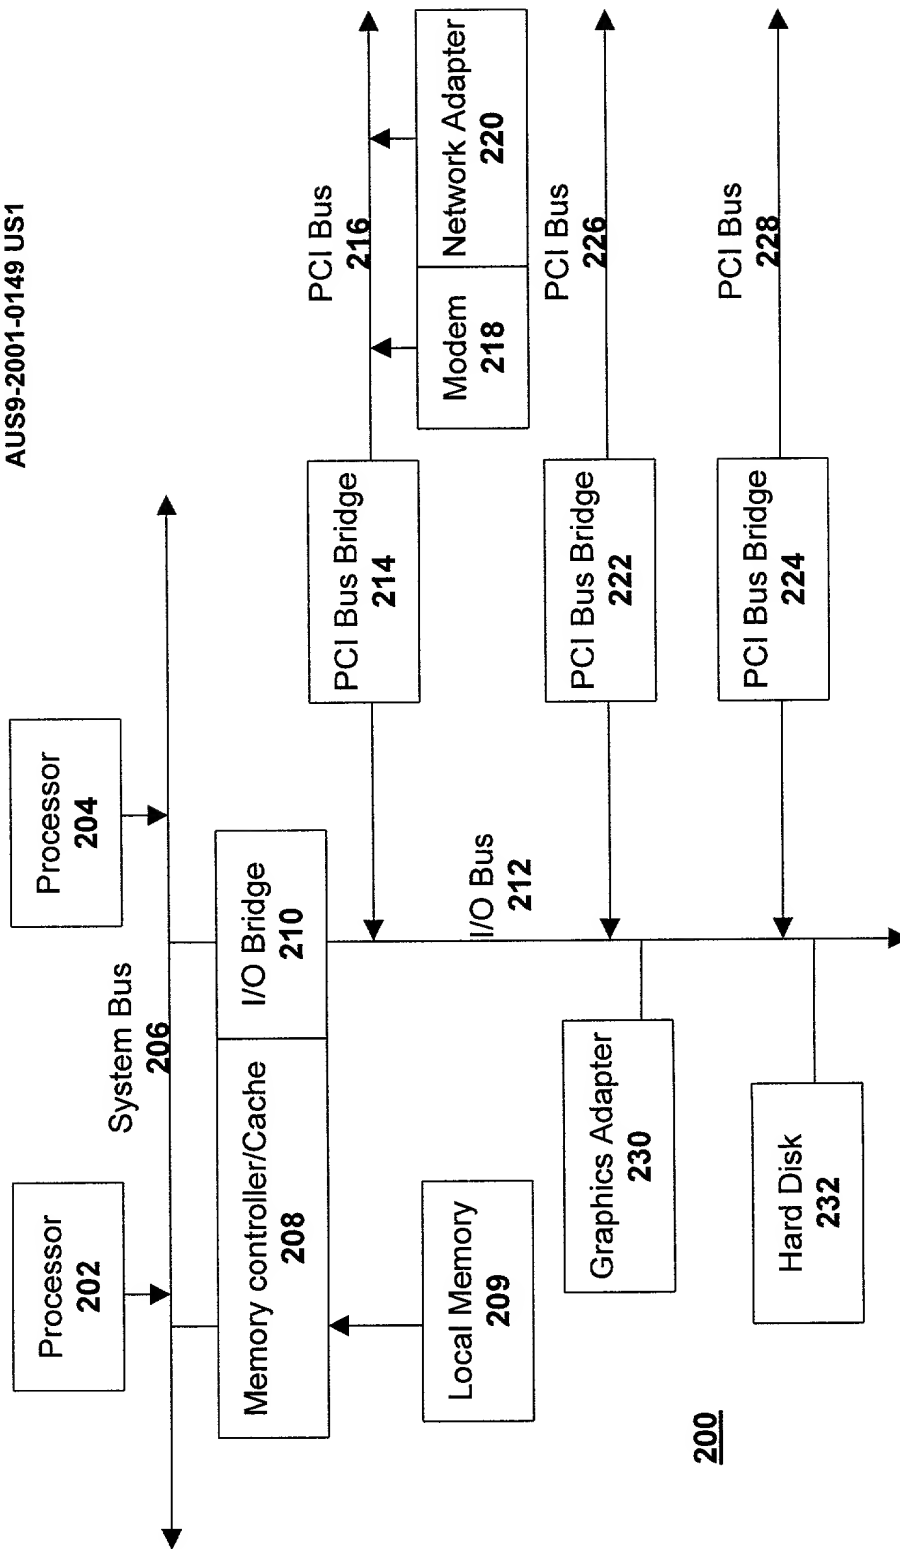 AUS9-2001-0149 US1
Processor
202
Processor
204
System Bus
206
Memory controller/Cache
208
I/O Bridge
210
Local Memory
209
PCI Bus Bridge
214
PCI Bus
216
Modem
218
Network Adapter
220
I/O Bus
212
Graphics Adapter
230
PCI Bus Bridge
222
PCI Bus
226
Hard Disk
232
PCI Bus Bridge
224
PCI Bus
228
200